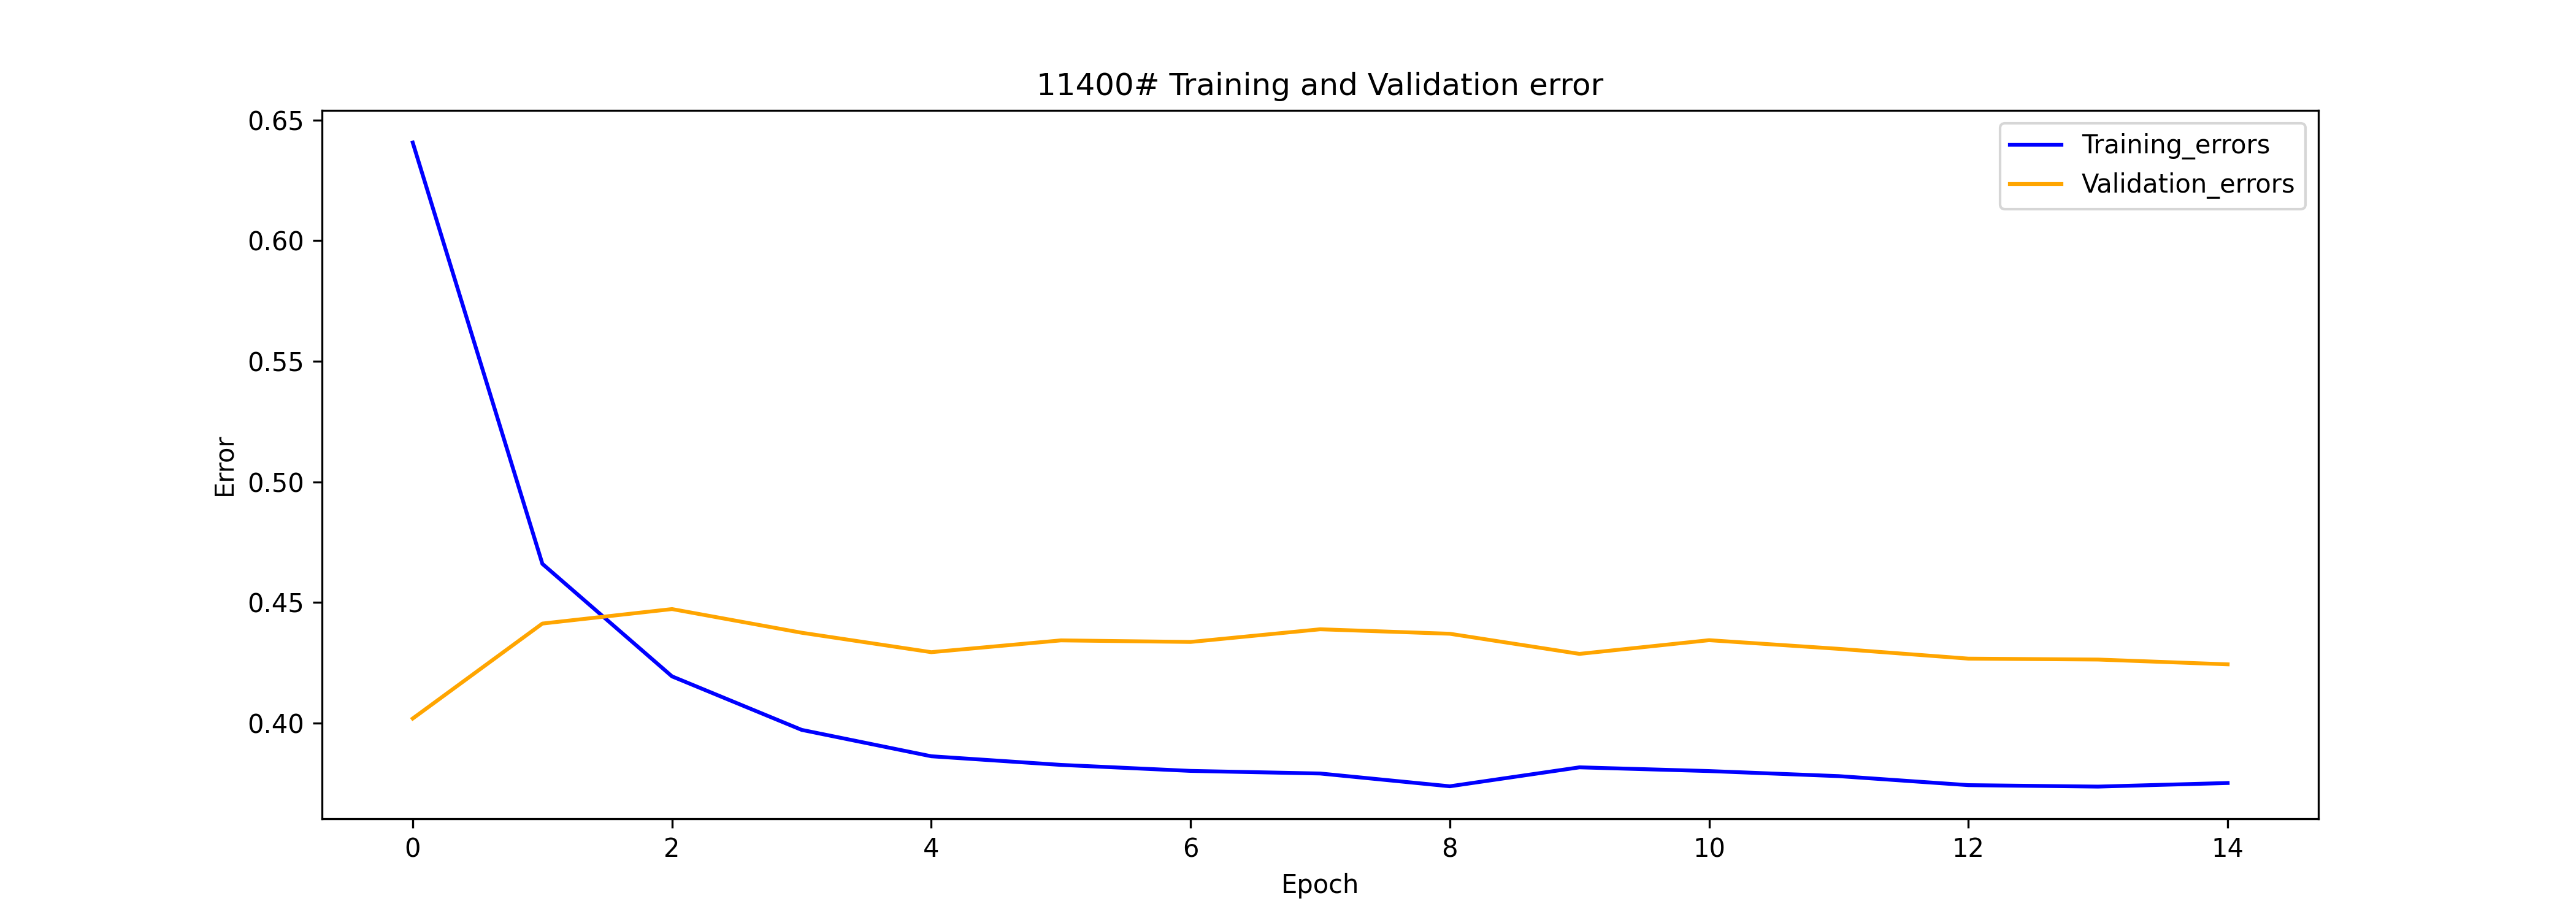 11400# Training and Validation error
Training_errors
Validation_errors
Error
0.65
0.60
0.55
0.50
0.45
0.40
0 2 4 6 8 10 12 14
Epoch